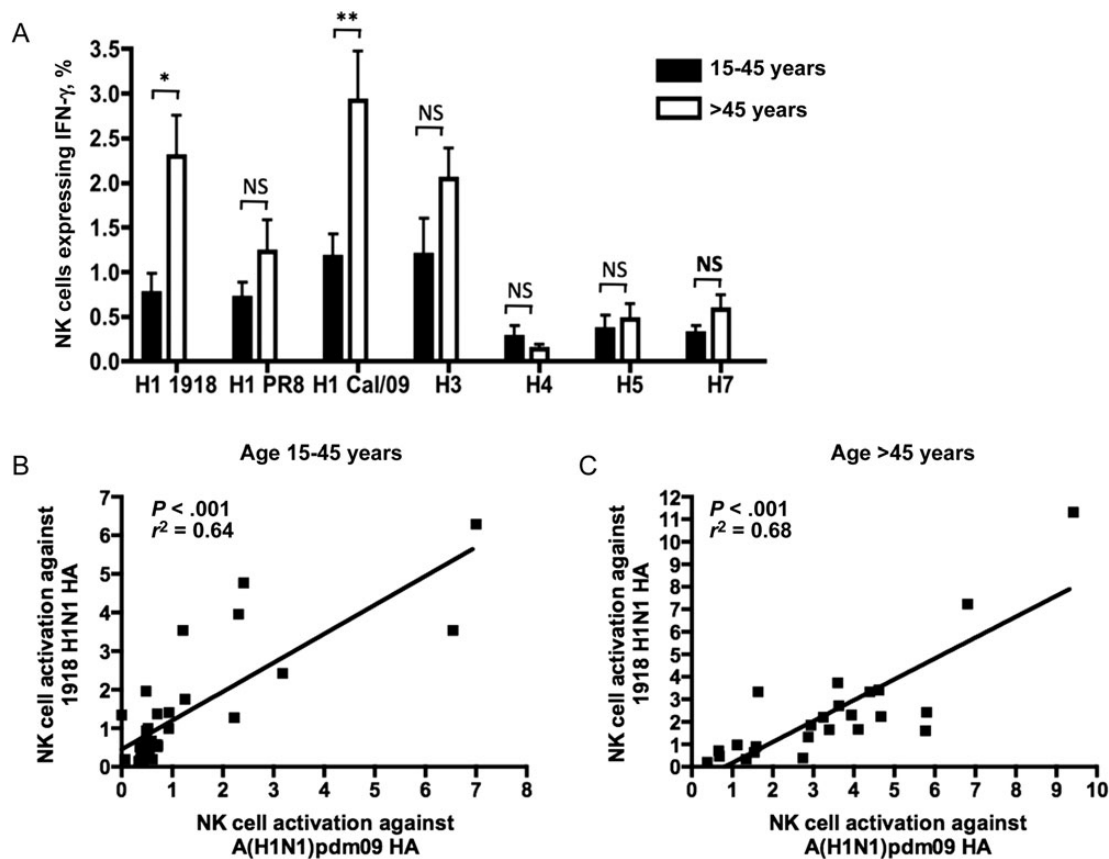 A
NK cells expressing IFN-γ, %
3.5
3.0
2.5
2.0
1.5
1.0
0.5
0.0
*
NS
**
NS
NS
NS
NS
15-45 years
>45 years
H1 1918
H1 PR8
H1 Cal/09
H3
H4
H5
H7
B
Age 15-45 years
P < .001
r² = 0.64
NK cell activation against
1918 H1N1 HA
7
6
5
4
3
2
1
0
0 1 2 3 4 5 6 7 8
NK cell activation against
A(H1N1)pdm09 HA
C
Age >45 years
P < .001
r² = 0.68
NK cell activation against
1918 H1N1 HA
12
11
10
9
8
7
6
5
4
3
2
1
0
0 1 2 3 4 5 6 7 8 9 10
NK cell activation against
A(H1N1)pdm09 HA